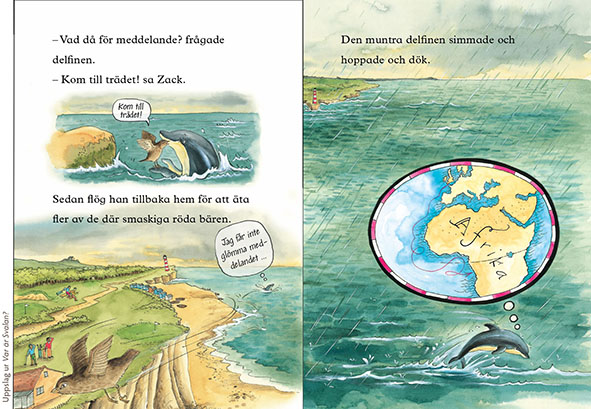 – Vad då för meddelande? frågade
delfinen.
– Kom till trädet! sa Zack.
Kom till
trädet!
Sedan flög han tillbaka hem för att äta
fler av de där smaskiga röda bären.
Jag får inte
glömma med-
delandet ...
Uppslag ur Var är Svalan?
Den muntra delfinen simmade och
hoppade och dök.
Afrika